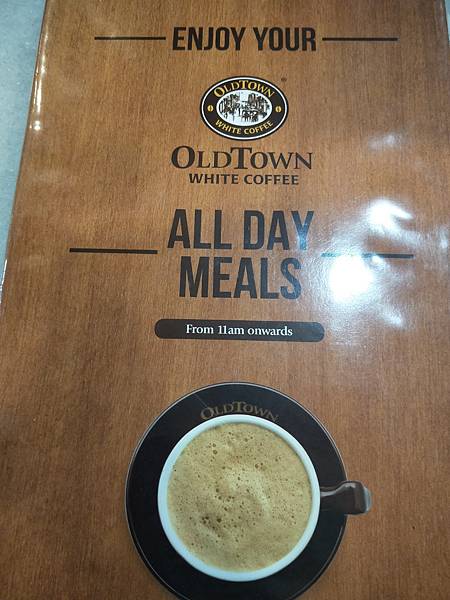 ENJOY YOUR
OLDTOWN
WHITE COFFEE
®
OLDTOWN
WHITE COFFEE
ALL DAY
MEALS
From 11am onwards
OLDTOWN